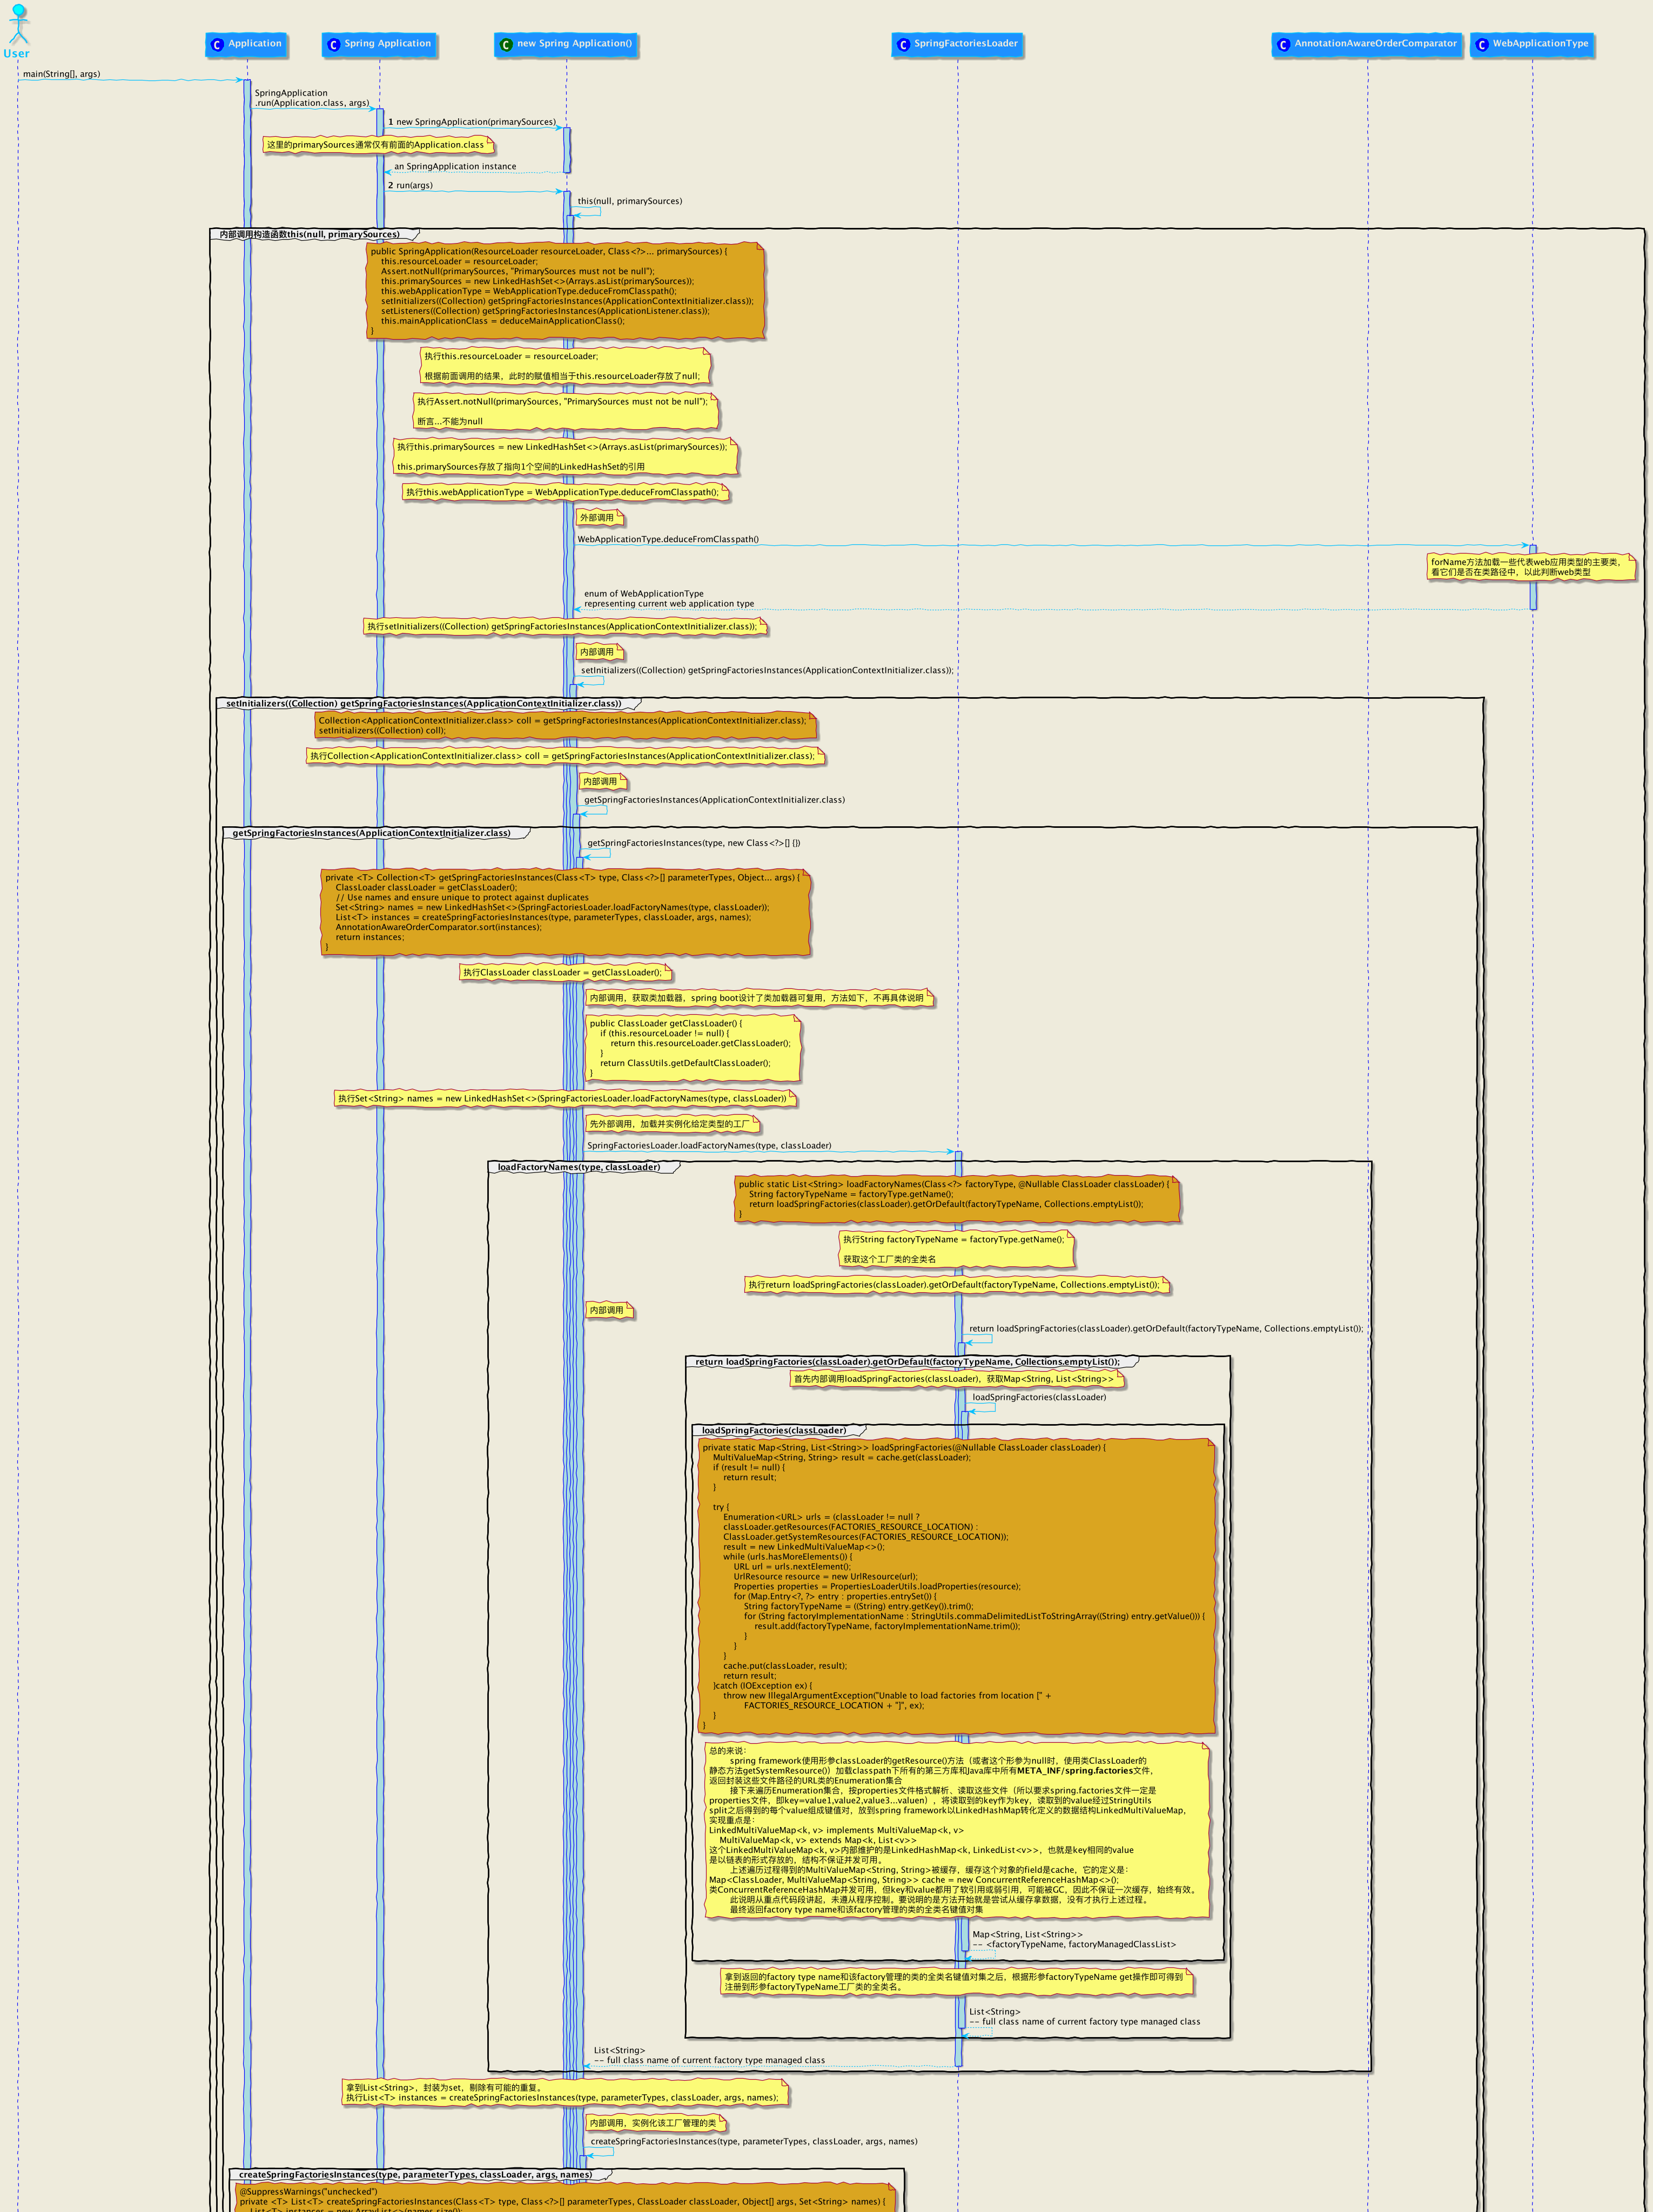 User
Application
Spring Application
new Spring Application()
SpringFactoriesLoader
AnnotationAwareOrderComparator
WebApplicationType
main(String[], args)
SpringApplication
.run(Application.class, args)
1 new SpringApplication(primarySources)
这里的primarySources通常仅有前面的Application.class
an SpringApplication instance
2 run(args)
this(null, primarySources)
内部调用构造函数this(null, primarySources)
public SpringApplication(ResourceLoader resourceLoader, Class<?>... primarySources) {
this.resourceLoader = resourceLoader;
Assert.notNull(primarySources, "PrimarySources must not be null");
this.primarySources = new LinkedHashSet<>(Arrays.asList(primarySources));
this.webApplicationType = WebApplicationType.deduceFromClasspath();
setInitializers((Collection) getSpringFactoriesInstances(ApplicationContextInitializer.class));
setListeners((Collection) getSpringFactoriesInstances(ApplicationListener.class));
this.mainApplicationClass = deduceMainApplicationClass();
}
执行this.resourceLoader = resourceLoader;
根据前面调用的结果，此时的赋值相当于this.resourceLoader存放了null;
执行Assert.notNull(primarySources, "PrimarySources must not be null");
断言...不能为null
执行this.primarySources = new LinkedHashSet<>(Arrays.asList(primarySources));
this.primarySources存放了指向1个空间的LinkedHashSet的引用
执行this.webApplicationType = WebApplicationType.deduceFromClasspath();
外部调用
WebApplicationType.deduceFromClasspath()
forName方法加载一些代表web应用类型的主要类，
看它们是否在类路径中，以此判断web类型
enum of WebApplicationType
representing current web application type
执行setInitializers((Collection) getSpringFactoriesInstances(ApplicationContextInitializer.class));
内部调用
setInitializers((Collection) getSpringFactoriesInstances(ApplicationContextInitializer.class));
setInitializers((Collection) getSpringFactoriesInstances(ApplicationContextInitializer.class))
Collection<ApplicationContextInitializer.class> coll = getSpringFactoriesInstances(ApplicationContextInitializer.class);
setInitializers((Collection) coll);
执行Collection<ApplicationContextInitializer.class> coll = getSpringFactoriesInstances(ApplicationContextInitializer.class);
内部调用
getSpringFactoriesInstances(ApplicationContextInitializer.class)
getSpringFactoriesInstances(ApplicationContextInitializer.class)
getSpringFactoriesInstances(type, new Class<?>[] {})
private <T> Collection<T> getSpringFactoriesInstances(Class<T> type, Class<?>[] parameterTypes, Object... args) {
ClassLoader classLoader = getClassLoader();
// Use names and ensure unique to protect against duplicates
Set<String> names = new LinkedHashSet<>(SpringFactoriesLoader.loadFactoryNames(type, classLoader));
List<T> instances = createSpringFactoriesInstances(type, parameterTypes, classLoader, args, names);
AnnotationAwareOrderComparator.sort(instances);
return instances;
}
执行ClassLoader classLoader = getClassLoader();
内部调用，获取类加载器，spring boot设计了类加载器可复用，方法如下，不再具体说明
public ClassLoader getClassLoader() {
if (this.resourceLoader != null) {
return this.resourceLoader.getClassLoader();
}
return ClassUtils.getDefaultClassLoader();
}
执行Set<String> names = new LinkedHashSet<>(SpringFactoriesLoader.loadFactoryNames(type, classLoader))
先外部调用，加载并实例化给定类型的工厂
SpringFactoriesLoader.loadFactoryNames(type, classLoader)
loadFactoryNames(type, classLoader)
public static List<String> loadFactoryNames(Class<?> factoryType, @Nullable ClassLoader classLoader) {
String factoryTypeName = factoryType.getName();
return loadSpringFactories(classLoader).getOrDefault(factoryTypeName, Collections.emptyList());
}
执行String factoryTypeName = factoryType.getName();
获取这个工厂类的全类名
执行return loadSpringFactories(classLoader).getOrDefault(factoryTypeName, Collections.emptyList());
内部调用
return loadSpringFactories(classLoader).getOrDefault(factoryTypeName, Collections.emptyList());
return loadSpringFactories(classLoader).getOrDefault(factoryTypeName, Collections.emptyList());
首先内部调用loadSpringFactories(classLoader)，获取Map<String, List<String>>
loadSpringFactories(classLoader)
loadSpringFactories(classLoader)
private static Map<String, List<String>> loadSpringFactories(@Nullable ClassLoader classLoader) {
MultiValueMap<String, String> result = cache.get(classLoader);
if (result != null) {
return result;
}
try {
Enumeration<URL> urls = (classLoader != null ?
classLoader.getResources(FACTORIES_RESOURCE_LOCATION) :
ClassLoader.getSystemResources(FACTORIES_RESOURCE_LOCATION));
result = new LinkedMultiValueMap<>();
while (urls.hasMoreElements()) {
URL url = urls.nextElement();
UrlResource resource = new UrlResource(url);
Properties properties = PropertiesLoaderUtils.loadProperties(resource);
for (Map.Entry<?, ?> entry : properties.entrySet()) {
String factoryTypeName = ((String) entry.getKey()).trim();
for (String factoryImplementationName : StringUtils.commaDelimitedListToStringArray((String) entry.getValue())) {
result.add(factoryTypeName, factoryImplementationName.trim());
}
}
}
cache.put(classLoader, result);
return result;
}catch (IOException ex) {
throw new IllegalArgumentException("Unable to load factories from location [" +
FACTORIES_RESOURCE_LOCATION + "]", ex);
}
}
总的来说：
spring framework使用形参classLoader的getResource()方法（或者这个形参为null时，使用类ClassLoader的
静态方法getSystemResource()）加载classpath下所有的第三方库和Java库中所有META_INF/spring.factories文件，
返回封装这些文件路径的URL类的Enumeration集合
接下来遍历Enumeration集合，按properties文件格式解析，读取这些文件（所以要求spring.factories文件一定是
properties文件，即key=value1,value2,value3...valuen），将读取到的key作为key，读取到的value经过StringUtils
split之后得到的每个value组成键值对，放到spring framework以LinkedHashMap转化定义的数据结构LinkedMultiValueMap，
实现重点是：
LinkedMultiValueMap<k, v> implements MultiValueMap<k, v>
MultiValueMap<k, v> extends Map<k, List<v>>
这个LinkedMultiValueMap<k, v>内部维护的是LinkedHashMap<k, LinkedList<v>>，也就是key相同的value
是以链表的形式存放的，结构不保证并发可用。
上述遍历过程得到的MultiValueMap<String, String>被缓存，缓存这个对象的field是cache，它的定义是：
Map<ClassLoader, MultiValueMap<String, String>> cache = new ConcurrentReferenceHashMap<>();
类ConcurrentReferenceHashMap并发可用，但key和value都用了软引用或弱引用，可能被GC，因此不保证一次缓存，始终有效。
此说明从重点代码段讲起，未遵从程序控制。要说明的是方法开始就是尝试从缓存拿数据，没有才执行上述过程。
最终返回factory type name和该factory管理的类的全类名键值对集
Map<String, List<String>>
-- <factoryTypeName, factoryManagedClassList>
拿到返回的factory type name和该factory管理的类的全类名键值对集之后，根据形参factoryTypeName get操作即可得到
注册到形参factoryTypeName工厂类的全类名。
List<String>
-- full class name of current factory type managed class
List<String>
-- full class name of current factory type managed class
拿到List<String>，封装为set，剔除有可能的重复。
执行List<T> instances = createSpringFactoriesInstances(type, parameterTypes, classLoader, args, names);
内部调用，实例化该工厂管理的类
createSpringFactoriesInstances(type, parameterTypes, classLoader, args, names)
createSpringFactoriesInstances(type, parameterTypes, classLoader, args, names)
@SuppressWarnings("unchecked")
private <T> List<T> createSpringFactoriesInstances(Class<T> type, Class<?>[] parameterTypes, ClassLoader classLoader, Object[] args, Set<String> names) {